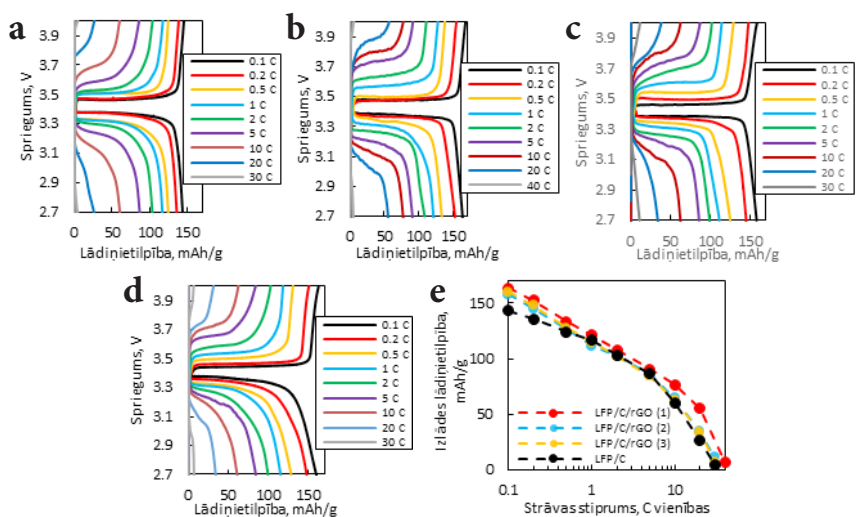 a
3.9
3.7
3.5
3.3
3.1
2.9
2.7
Spriegums, V
0 50 100 150
Lādiņietilpība, mAh/g
0.1 C
0.2 C
0.5 C
1 C
2 C
5 C
10 C
20 C
30 C
b
3.9
3.7
3.5
3.3
3.1
2.9
2.7
Spriegums, V
0 50 100 150
Lādiņietilpība, mAh/g
0.1 C
0.2 C
0.5 C
1 C
2 C
5 C
10 C
20 C
40 C
c
3.9
3.7
3.5
3.3
3.1
2.9
2.7
Spriegums, V
0 50 100 150
Lādiņietilpība, mAh/g
0.1 C
0.2 C
0.5 C
1 C
2 C
5 C
10 C
20 C
30 C
d
3.9
3.7
3.5
3.3
3.1
2.9
2.7
Spriegums, V
0 50 100 150
Lādiņietilpība, mAh/g
0.1 C
0.2 C
0.5 C
1 C
2 C
5 C
10 C
20 C
30 C
e
150
100
50
0
Izlādes lādiņietilpība,
mAh/g
LFP/C/rGO (1)
LFP/C/rGO (2)
LFP/C/rGO (3)
LFP/C
0.1 1 10
Strāvas stiprums, C vienības